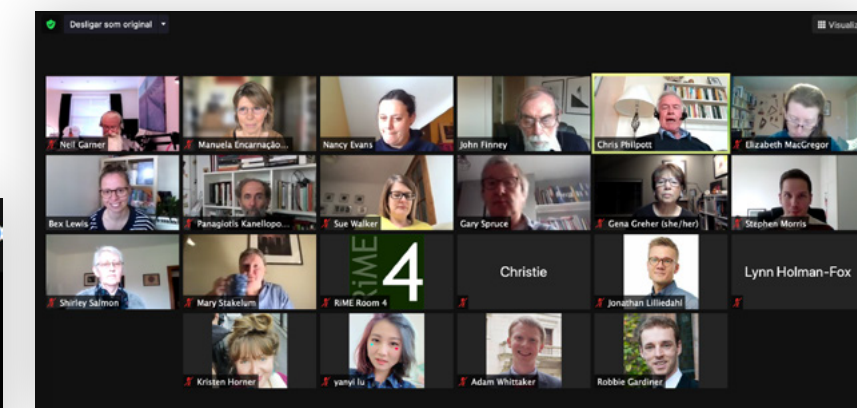 Desligar som original
Visualiz
Neil Garner
Manuela Encarnação...
Nancy Evans
John Finney
Chris Philpott
Elizabeth MacGregor
Bex Lewis
Panagiotis Kanellopo...
Sue Walker
Gary Spruce
Gena Greher (she/her)
Stephen Morris
Shirley Salmon
Mary Stakelum
RiME
4
RiME Room 4
Christie
Jonathan Lilliedahl
Lynn Holman-Fox
Kristen Horner
yanyi lu
Adam Whittaker
Robbie Gardiner